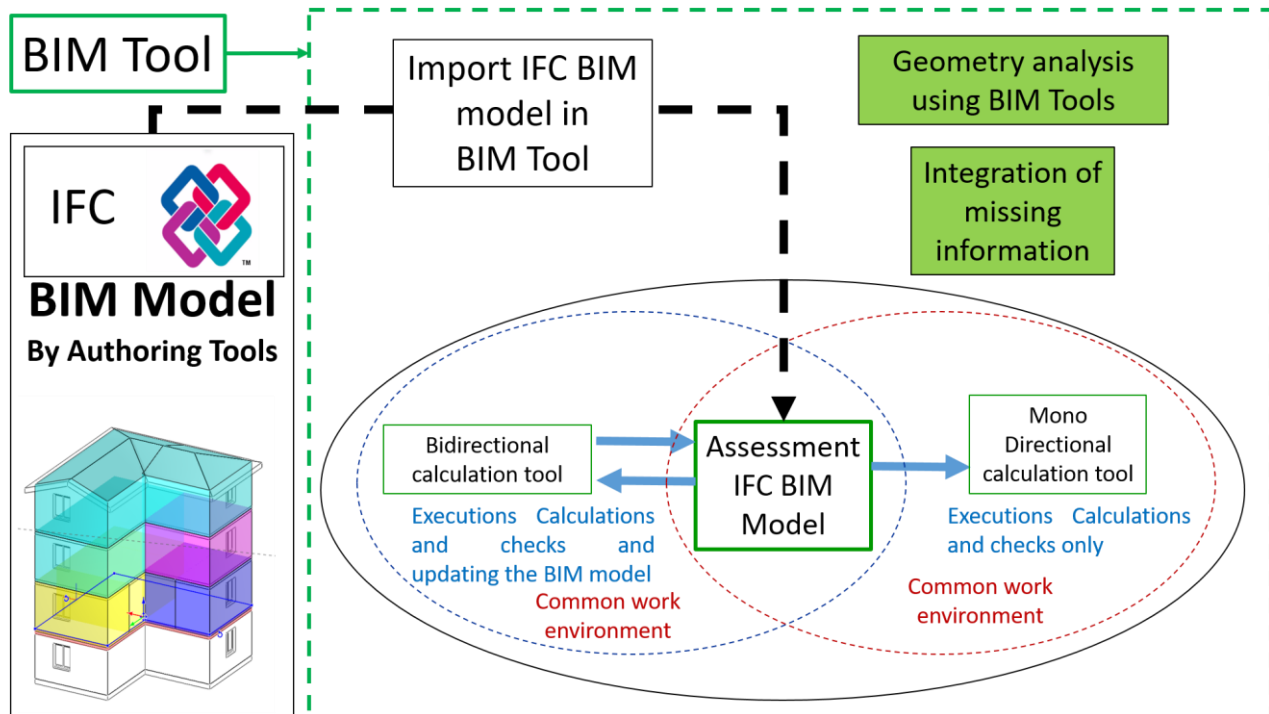 BIM Tool
IFC
TM
BIM Model
By Authoring Tools
Import IFC BIM
model in
BIM Tool
Geometry analysis
using BIM Tools
Integration of
missing
information
Bidirectional
calculation tool
Executions Calculations
and checks and
updating the BIM model
Common work
environment
Assessment
IFC BIM
Model
Mono
Directional
calculation tool
Executions Calculations
and checks only
Common work
environment